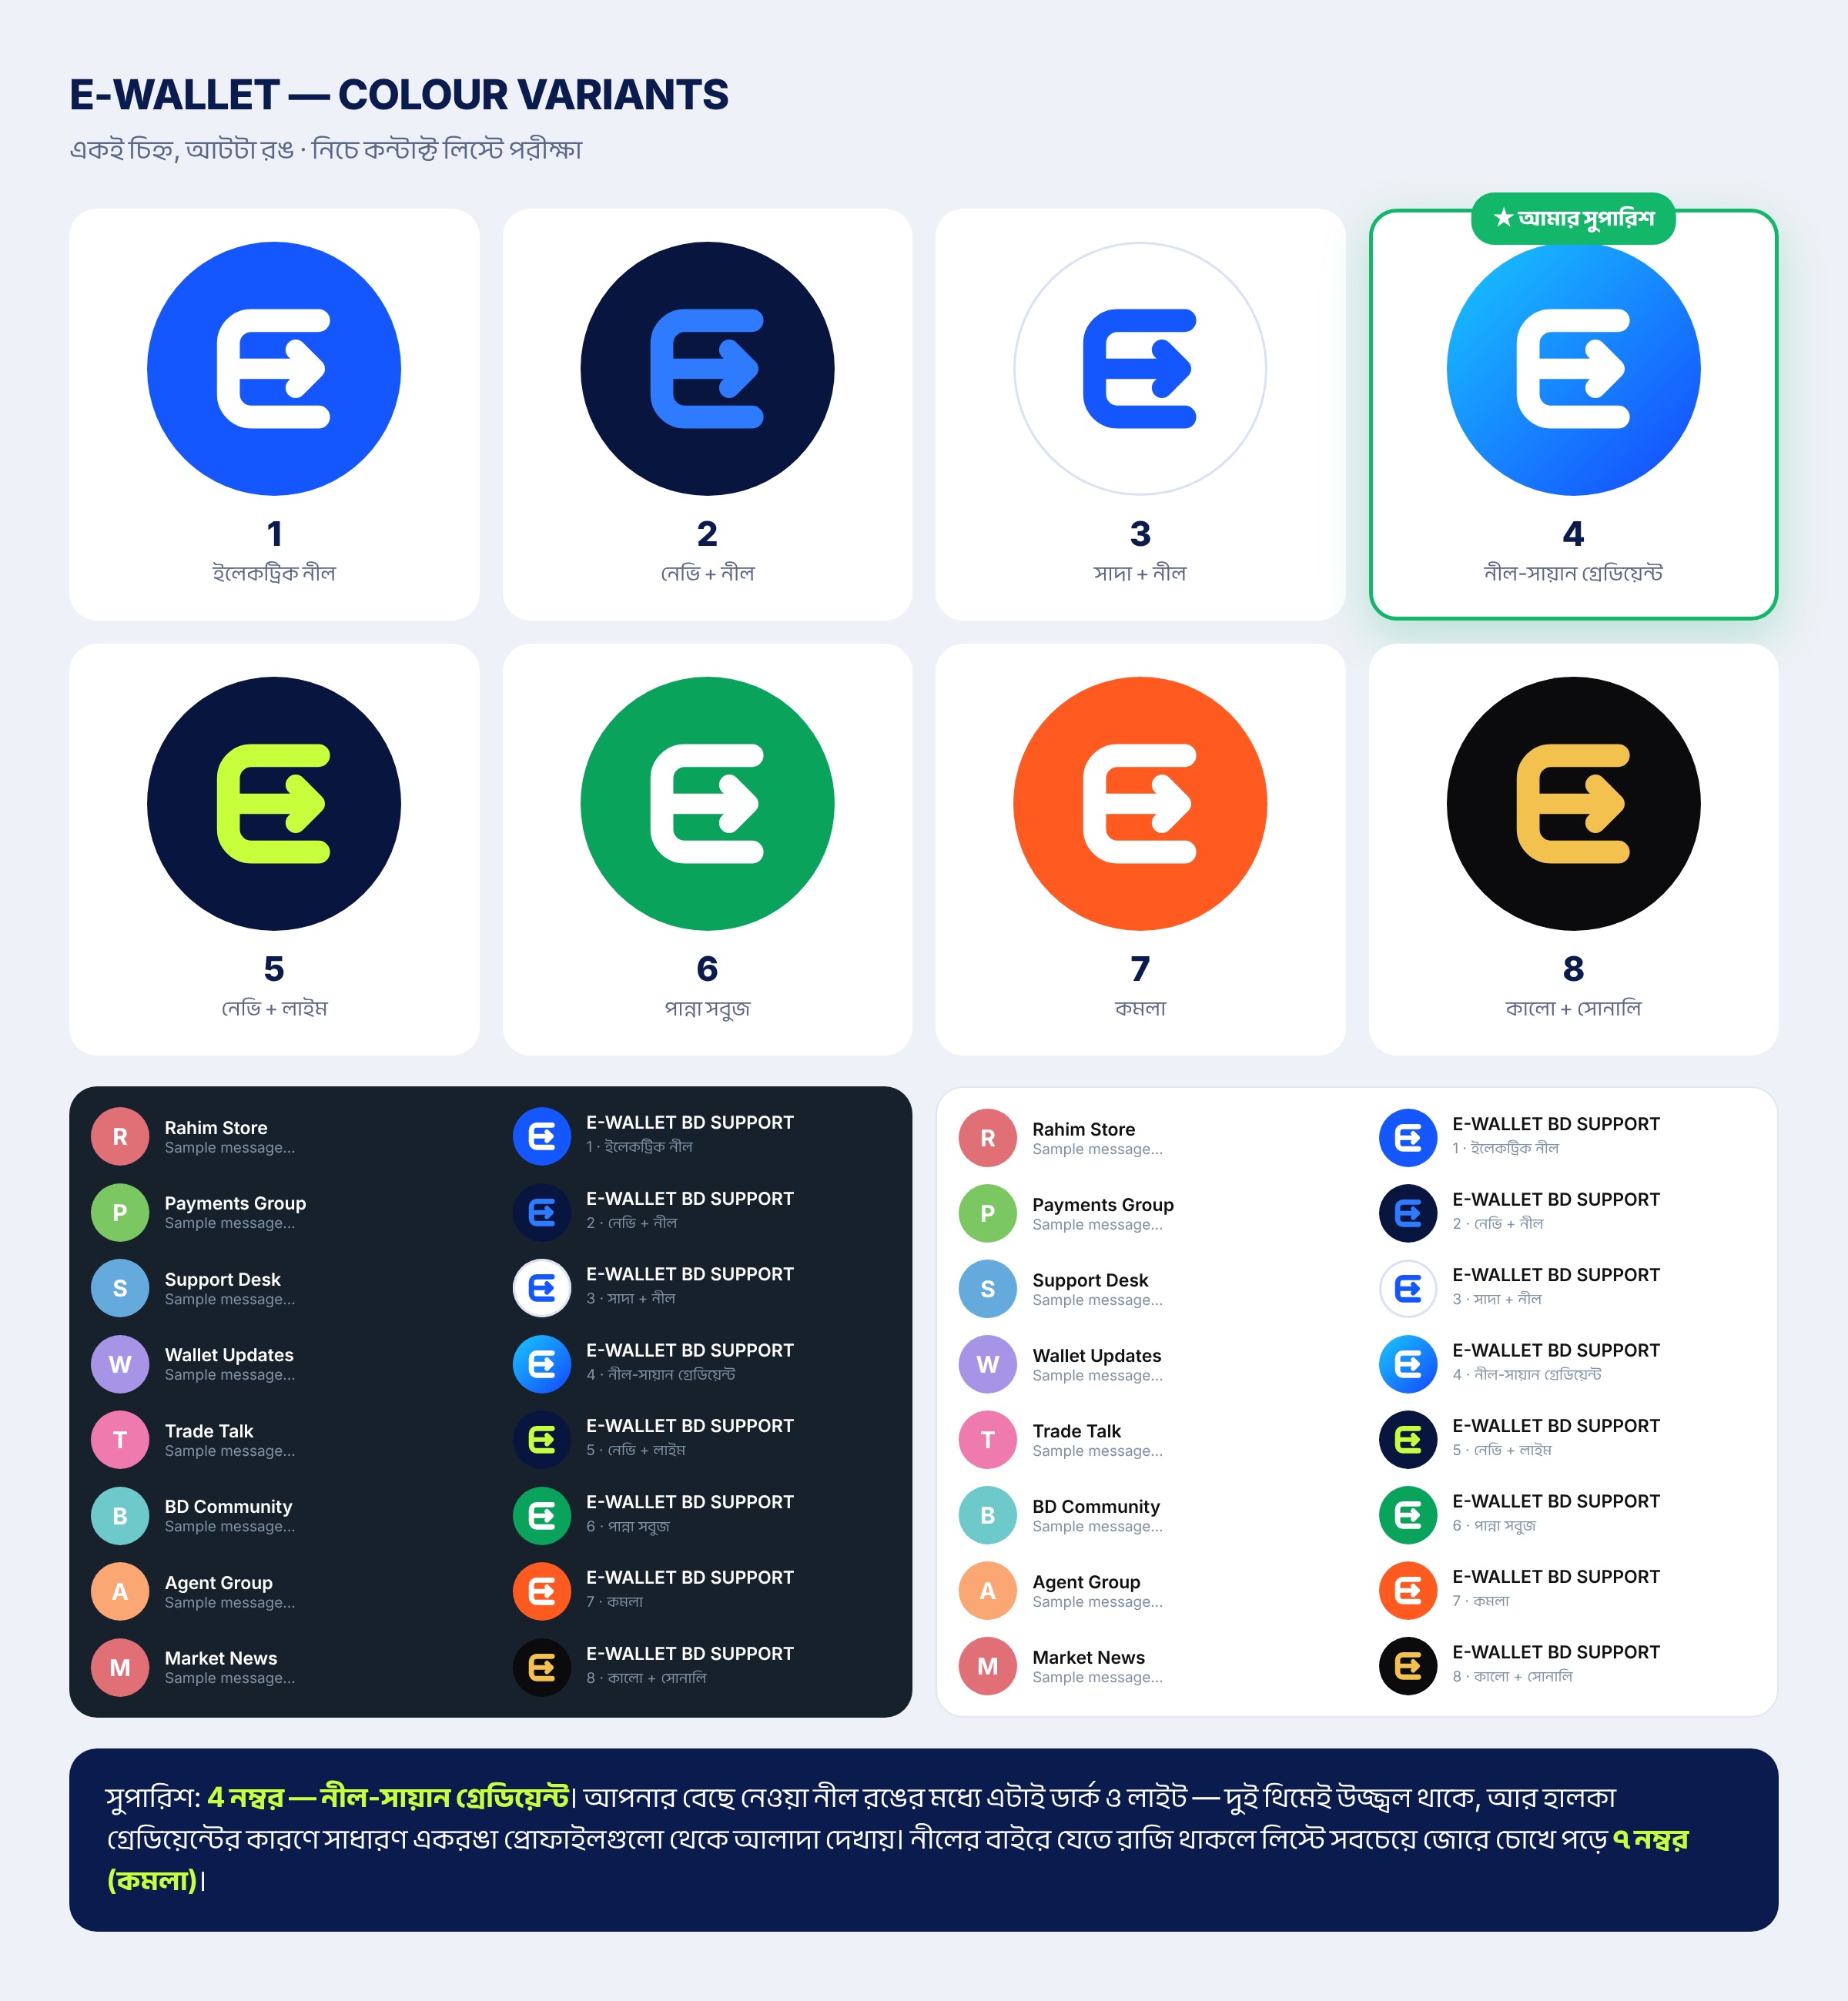 E-WALLET — COLOUR VARIANTS
একই চিহ্ন, আটটা রঙ · নিচে কন্টাক্ট লিস্টে পরীক্ষা
★ আমার সুপারিশ
1
ইলেকট্রিক নীল
2
নেভি + নীল
3
সাদা + নীল
4
নীল-সায়ান গ্রেডিয়েন্ট
5
নেভি + লাইম
6
পান্না সবুজ
7
কমলা
8
কালো + সোনালি
R
Rahim Store
Sample message...
P
Payments Group
Sample message...
S
Support Desk
Sample message...
W
Wallet Updates
Sample message...
T
Trade Talk
Sample message...
B
BD Community
Sample message...
A
Agent Group
Sample message...
M
Market News
Sample message...
E-WALLET BD SUPPORT
1 · ইলেকট্রিক নীল
E-WALLET BD SUPPORT
2 · নেভি + নীল
E-WALLET BD SUPPORT
3 · সাদা + নীল
E-WALLET BD SUPPORT
4 · নীল-সায়ান গ্রেডিয়েন্ট
E-WALLET BD SUPPORT
5 · নেভি + লাইম
E-WALLET BD SUPPORT
6 · পান্না সবুজ
E-WALLET BD SUPPORT
7 · কমলা
E-WALLET BD SUPPORT
8 · কালো + সোনালি
R
Rahim Store
Sample message...
P
Payments Group
Sample message...
S
Support Desk
Sample message...
W
Wallet Updates
Sample message...
T
Trade Talk
Sample message...
B
BD Community
Sample message...
A
Agent Group
Sample message...
M
Market News
Sample message...
E-WALLET BD SUPPORT
1 · ইলেকট্রিক নীল
E-WALLET BD SUPPORT
2 · নেভি + নীল
E-WALLET BD SUPPORT
3 · সাদা + নীল
E-WALLET BD SUPPORT
4 · নীল-সায়ান গ্রেডিয়েন্ট
E-WALLET BD SUPPORT
5 · নেভি + লাইম
E-WALLET BD SUPPORT
6 · পান্না সবুজ
E-WALLET BD SUPPORT
7 · কমলা
E-WALLET BD SUPPORT
8 · কালো + সোনালি
সুপারিশ: 4 নম্বর — নীল-সায়ান গ্রেডিয়েন্ট। আপনার বেছে নেওয়া নীল রঙের মধ্যে এটাই ডার্ক ও লাইট — দুই থিমেই উজ্জ্বল থাকে, আর হালকা
গ্রেডিয়েন্টের কারণে সাধারণ একরঙা প্রোফাইলগুলো থেকে আলাদা দেখায়। নীলের বাইরে যেতে রাজি থাকলে লিস্টে সবচেয়ে জোরে চোখে পড়ে ৭ নম্বর
(কমলা)।